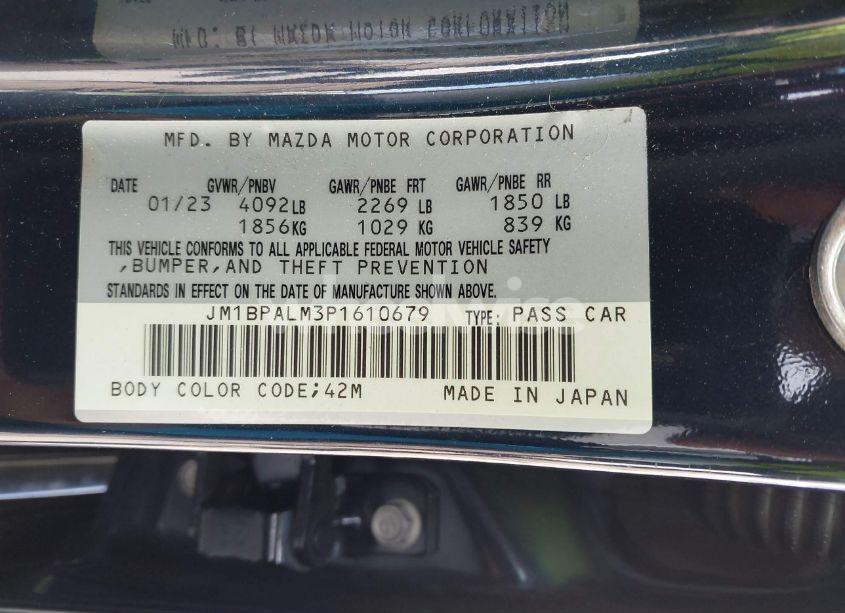 MFD. BY MAZDA MOTOR CORPORATION
DATE GVWR/PNBV GAWR/PNBE FRT GAWR/PNBE RR
01/23 4092LB 2269 LB 1850 LB
1856KG 1029 KG 839 KG
THIS VEHICLE CONFORMS TO ALL APPLICABLE FEDERAL MOTOR VEHICLE SAFETY
,BUMPER,AND THEFT PREVENTION
STANDARDS IN EFFECT ON THE DATE OF MANUFACTURE SHOWN ABOVE.
JM1BPALM3P1610679 TYPE: PASS CAR
BODY COLOR CODE;42M MADE IN JAPAN